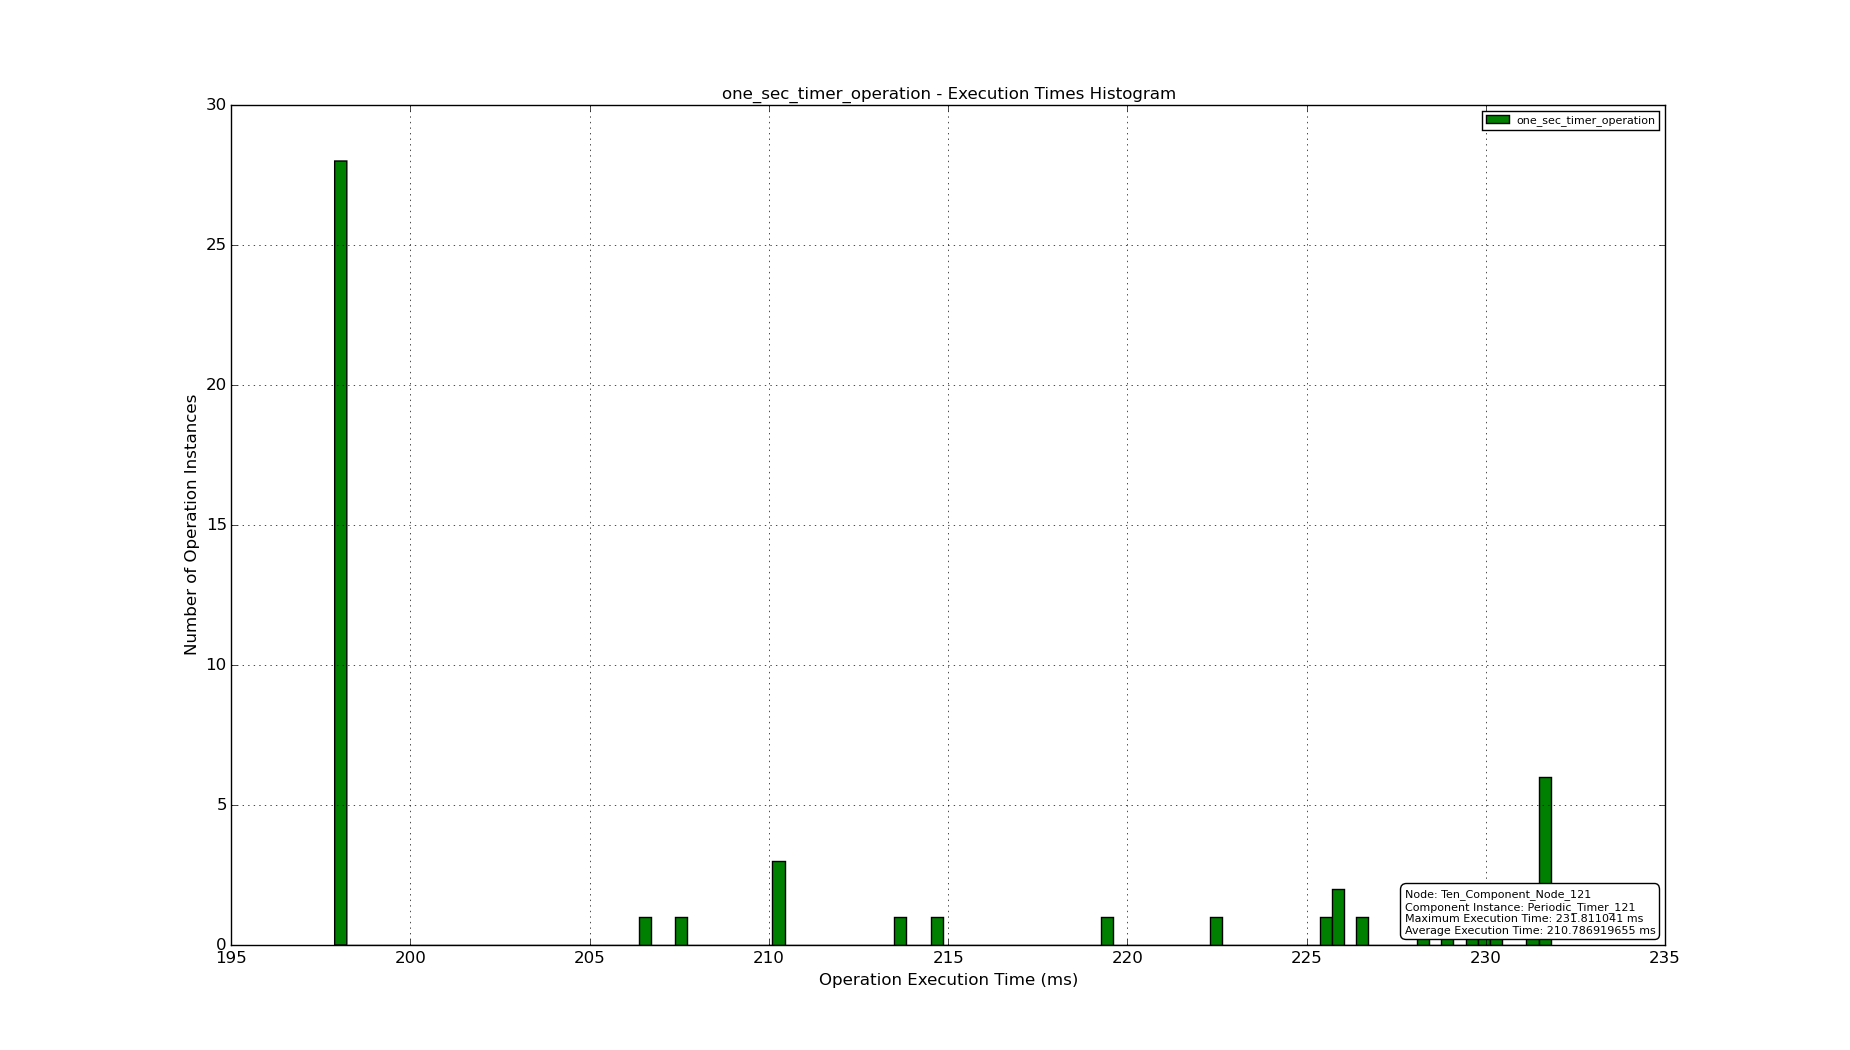 one_sec_timer_operation - Execution Times Histogram
one_sec_timer_operation
30
25
20
15
10
5
0
Number of Operation Instances
Node: Ten_Component_Node_121
Component Instance: Periodic_Timer_121
Maximum Execution Time: 231.811041 ms
Average Execution Time: 210.786919655 ms
195 200 205 210 215 220 225 230 235
Operation Execution Time (ms)